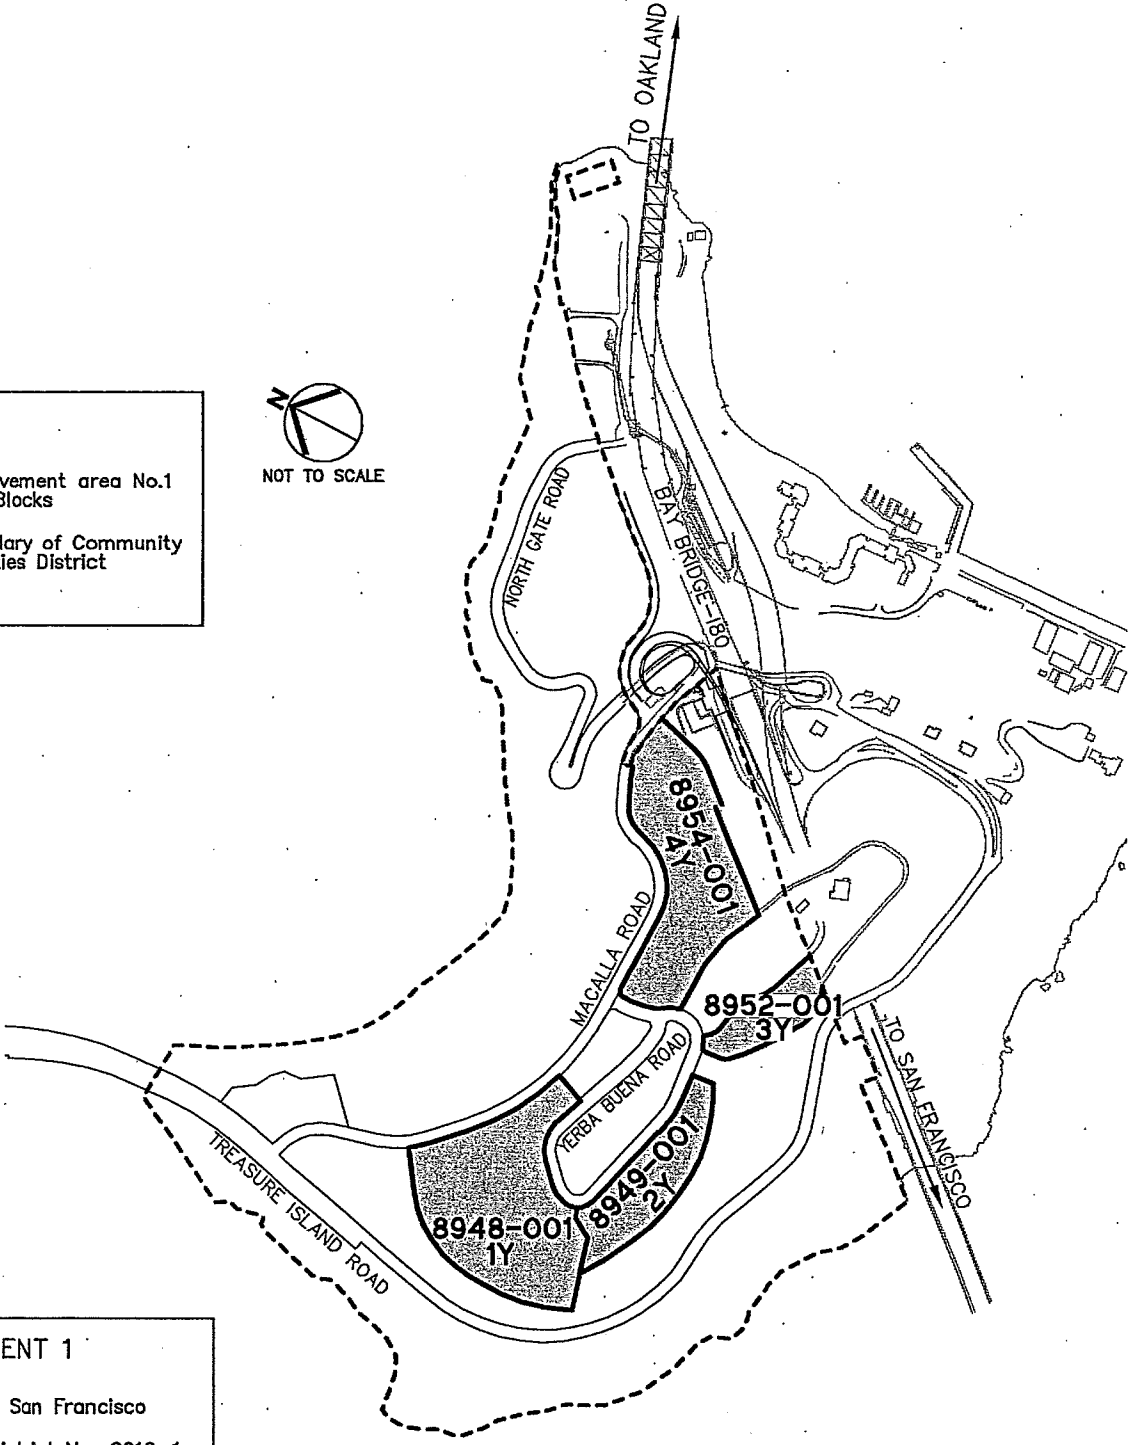 TO OAKLAND
N
NOT TO SCALE
vement area No.1
Blocks
lary of Community
ies District
NORTH GATE ROAD
BAY BRIDGE-I80
8954-001
4Y
MACALLA ROAD
8952-001
3Y
YERBA BUENA ROAD
TO SAN FRANCISCO
8949-001
2Y
TREASURE ISLAND ROAD
8948-001
1Y
ENT 1
San Francisco